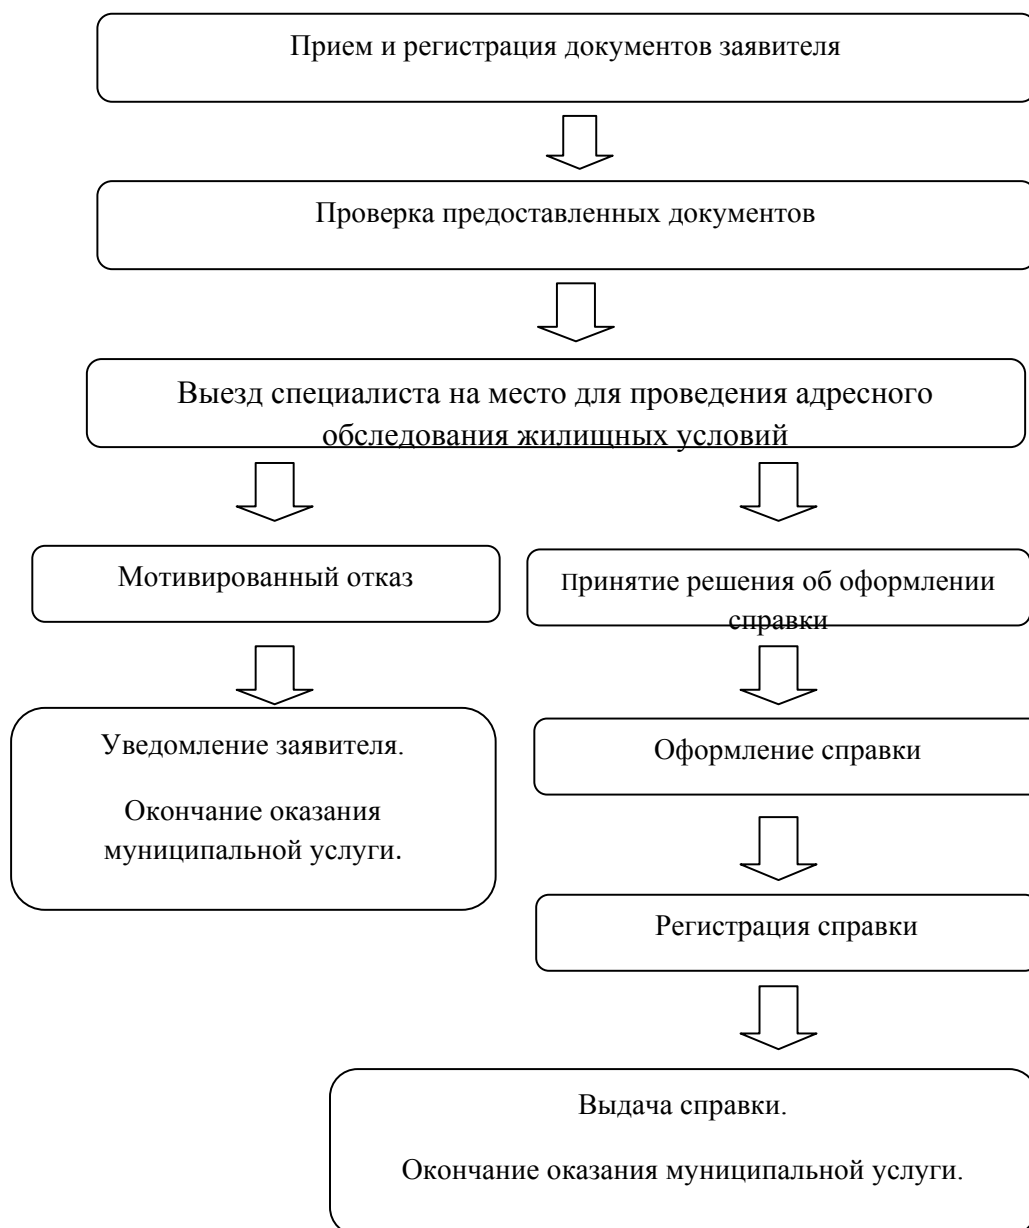 Прием и регистрация документов заявителя
Проверка предоставленных документов
Выезд специалиста на место для проведения адресного
обследования жилищных условий
Мотивированный отказ
Принятие решения об оформлении
справки
Уведомление заявителя.
Окончание оказания
муниципальной услуги.
Оформление справки
Регистрация справки
Выдача справки.
Окончание оказания муниципальной услуги.